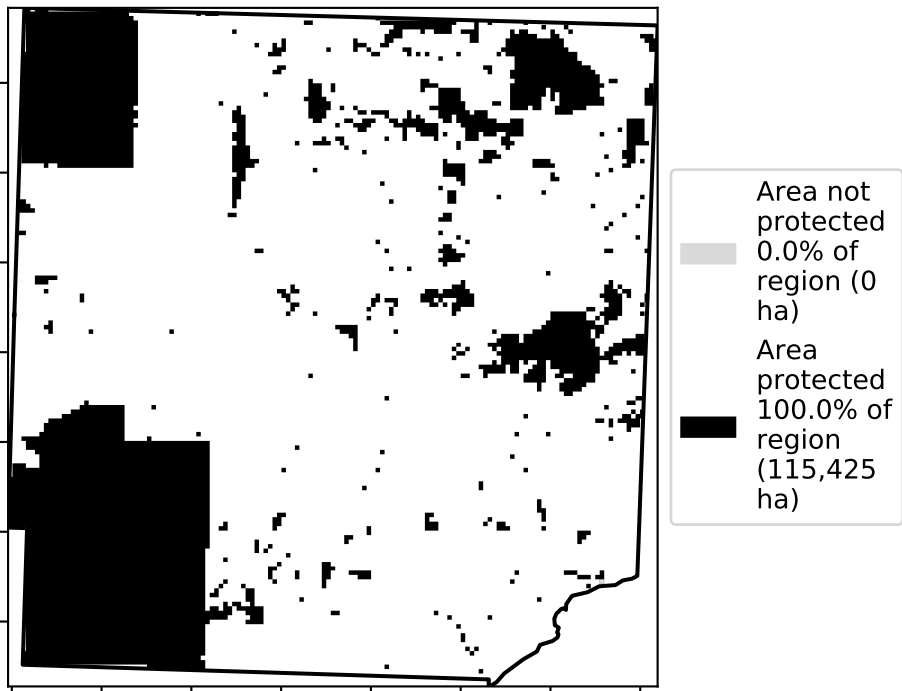 Area not
protected
0.0% of
region (0
ha)
Area
protected
100.0% of
region
(115,425
ha)